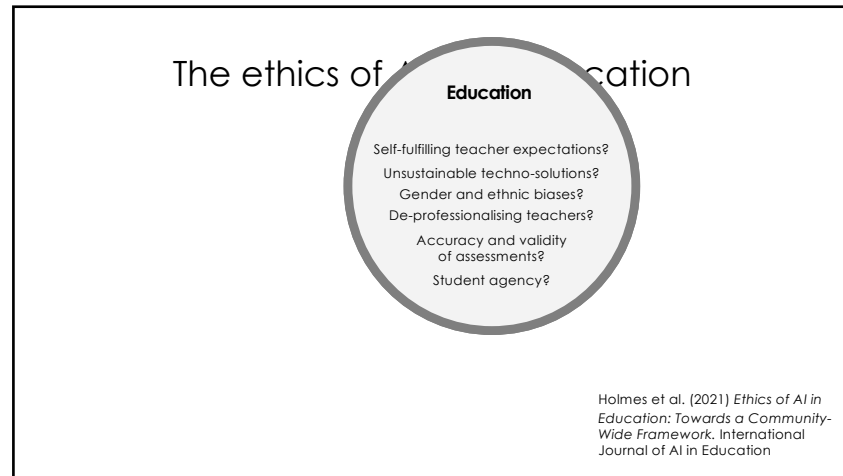 The ethics of A cation
Education
Self-fulfilling teacher expectations?
Unsustainable techno-solutions?
Gender and ethnic biases?
De-professionalising teachers?
Accuracy and validity
of assessments?
Student agency?
Holmes et al. (2021) Ethics of AI in
Education: Towards a Community-
Wide Framework. International
Journal of AI in Education